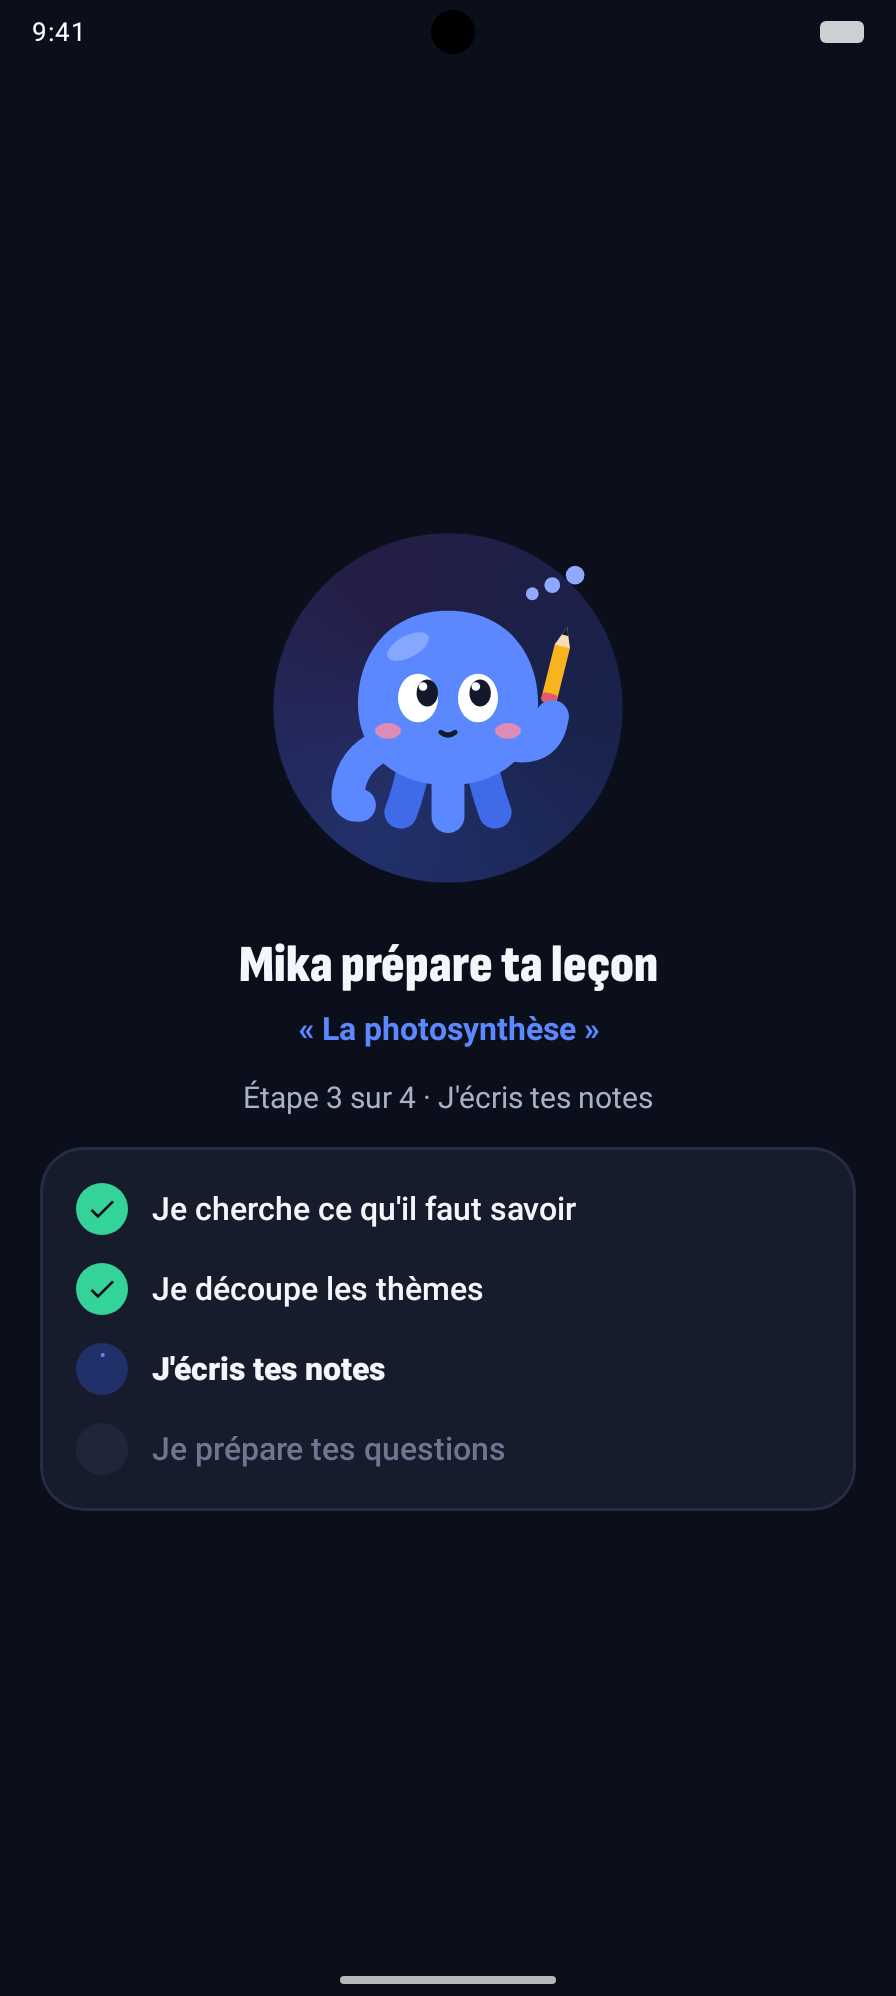 9:41
Mika prépare ta leçon
« La photosynthèse »
Étape 3 sur 4 · J'écris tes notes
Je cherche ce qu'il faut savoir
Je découpe les thèmes
J'écris tes notes
Je prépare tes questions